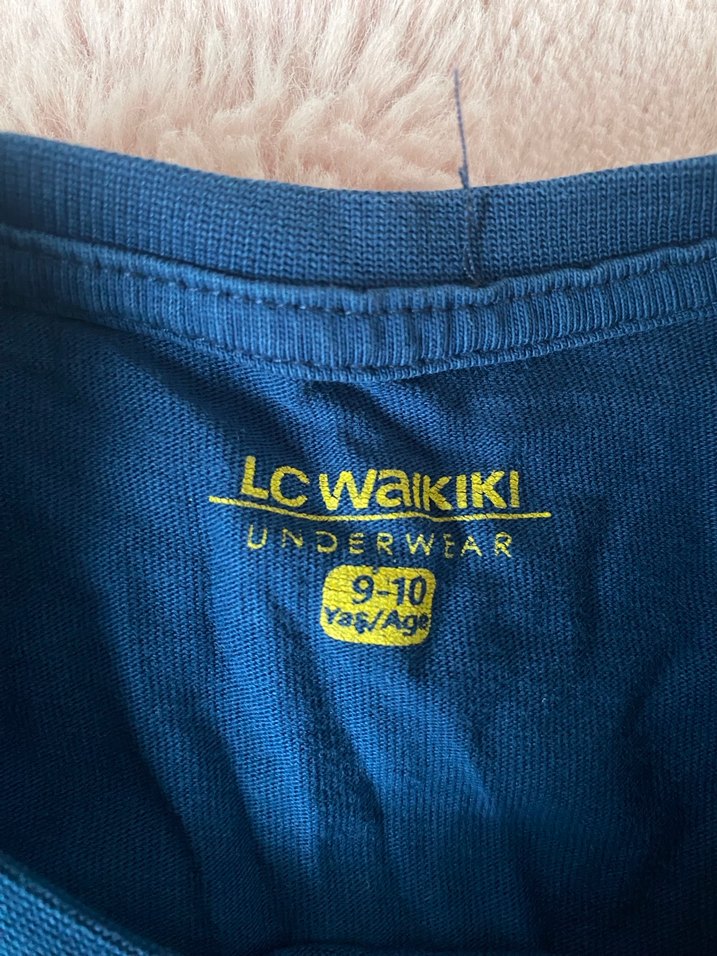 LC WAIKIKI
UNDERWEAR
9-10
Yaş/Age